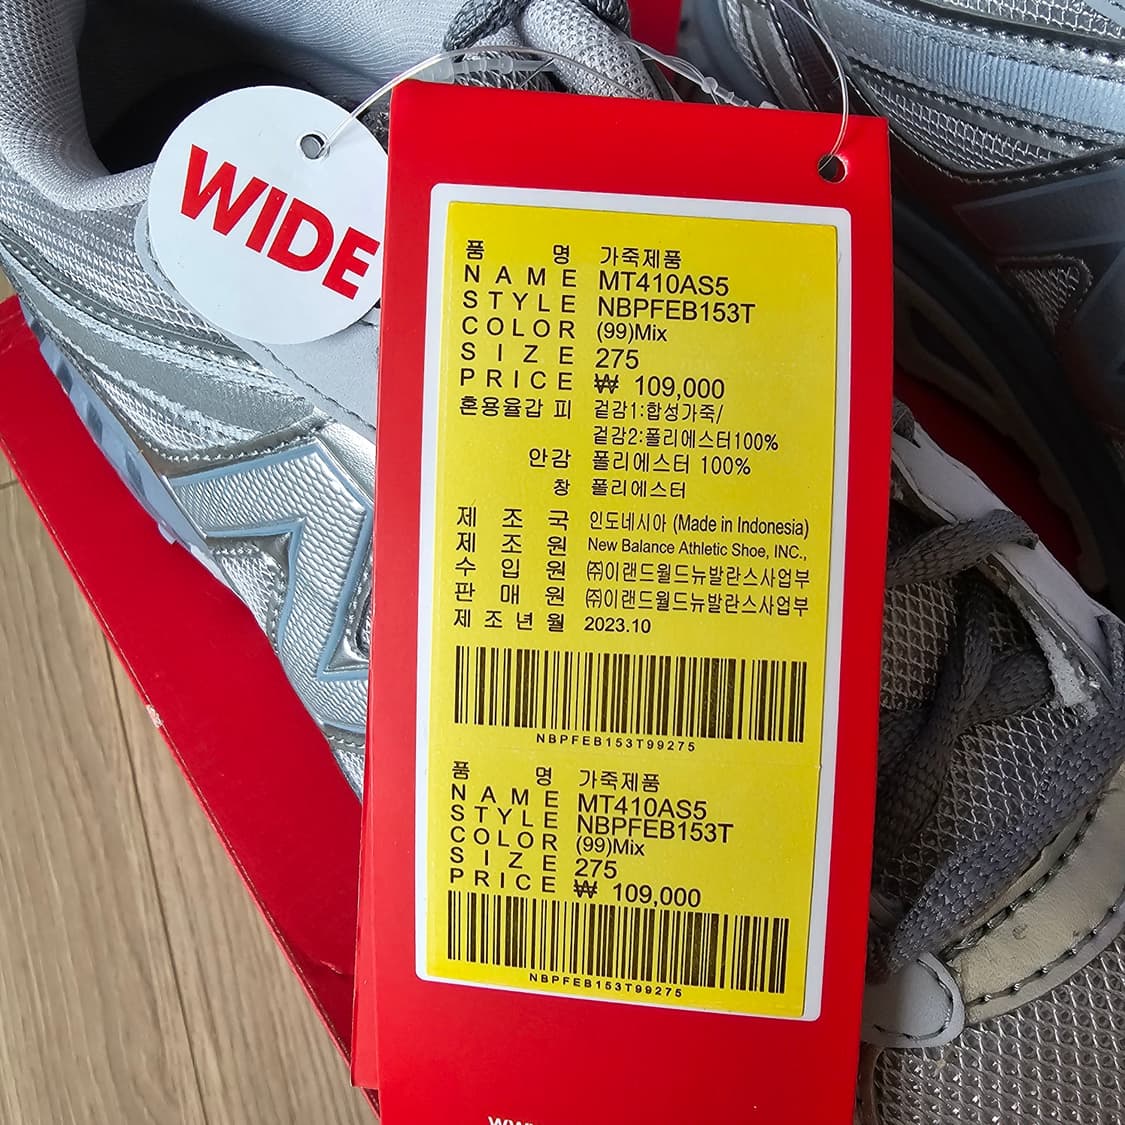 WIDE
품 명 가죽제품
NAME MT410AS5
STYLE NBPFEB153T
COLOR (99)Mix
SIZE 275
PRICE ₩ 109,000
혼용율갑 피 겉감1:합성가죽/
겉감2:폴리에스터100%
안감 폴리에스터 100%
창 폴리에스터
제 조 국 인도네시아 (Made in Indonesia)
제 조 원 New Balance Athletic Shoe, INC.,
수 입 원 ㈜이랜드월드뉴발란스사업부
판 매 원 ㈜이랜드월드뉴발란스사업부
제 조 년 월 2023.10
NBPFEB153T99275
품 명 가죽제품
NAME MT410AS5
STYLE NBPFEB153T
COLOR (99)Mix
SIZE 275
PRICE ₩ 109,000
NBPFEB153T99275